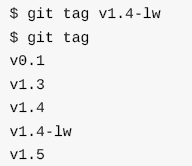 $ git tag v1.4-lw
$ git tag
v0.1
v1.3
v1.4
v1.4-lw
v1.5